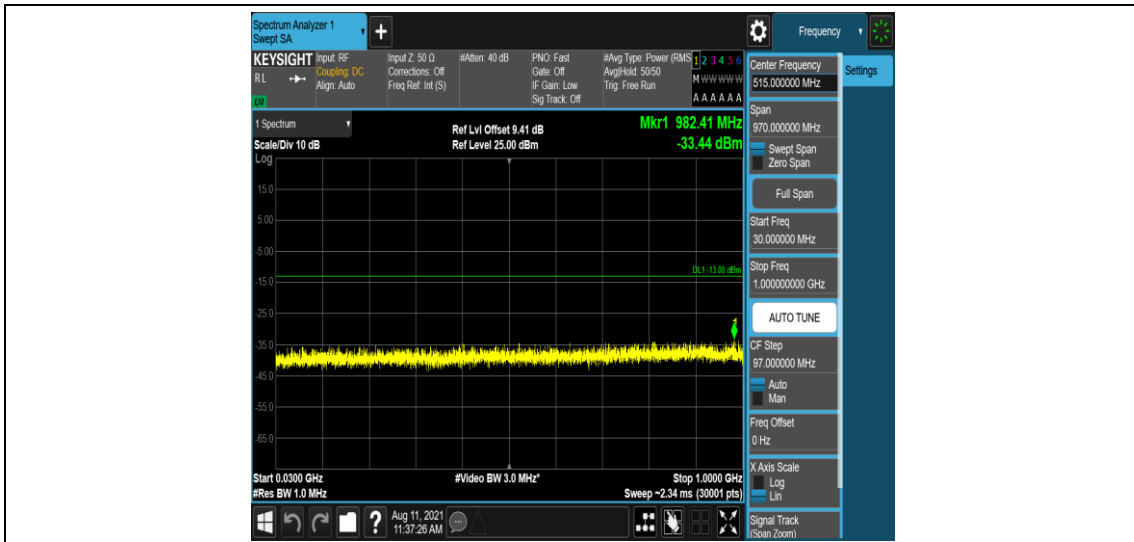 Spectrum Analyzer 1
Swept SA
+
Frequency
KEYSIGHT
RL
LM
Input: RF
Coupling: DC
Align: Auto
Input Z: 50 Ω
Corrections: Off
Freq Ref: Int (S)
#Atten: 40 dB
PNO: Fast
Gate: Off
IF Gain: Low
Sig Track: Off
#Avg Type: Power (RMS
Avg|Hold: 50/50
Trig: Free Run
1 2 3 4 5 6
M W W W W W
A A A A A A
1 Spectrum
Scale/Div 10 dB
Log
Ref Lvl Offset 9.41 dB
Ref Level 25.00 dBm
Mkr1 982.41 MHz
-33.44 dBm
15.0
5.00
-5.00
-15.0
-25.0
-35.0
-45.0
-55.0
-65.0
DL1 -13.00 dBm
1
Start 0.0300 GHz
#Res BW 1.0 MHz
#Video BW 3.0 MHz*
Stop 1.0000 GHz
Sweep ~2.34 ms (30001 pts)
Center Frequency
515.000000 MHz
Settings
Span
970.000000 MHz
Swept Span
Zero Span
Full Span
Start Freq
30.000000 MHz
Stop Freq
1.000000000 GHz
AUTO TUNE
CF Step
97.000000 MHz
Auto
Man
Freq Offset
0 Hz
X Axis Scale
Log
Lin
Signal Track
(Span Zoom)
?
Aug 11, 2021
11:37:26 AM